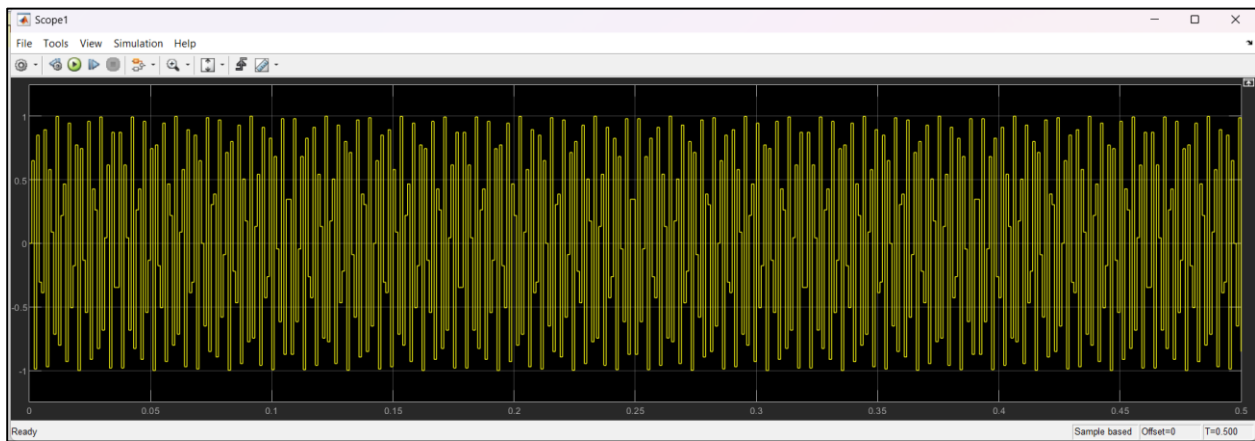 Scope1
File Tools View Simulation Help
1
0.5
0
-0.5
-1
0 0.05 0.1 0.15 0.2 0.25 0.3 0.35 0.4 0.45 0.5
Ready Sample based Offset=0 T=0.500